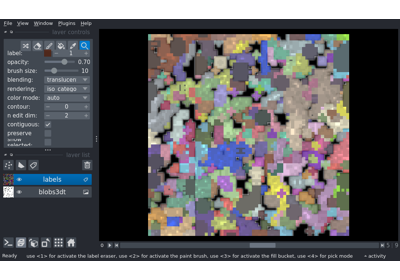 File View Window Plugins Help
layer controls
label: 1
opacity: 0.70
brush size: 10
blending: translucen
rendering: iso_catego
color mode: auto
contour: 0
n edit dim: 2
contiguous:
preserve
selected:
layer list
labels
blobs3dt
Ready use <1> for activate the label eraser, use <2> for activate the paint brush, use <3> for activate the fill bucket, use <4> for pick mode activity